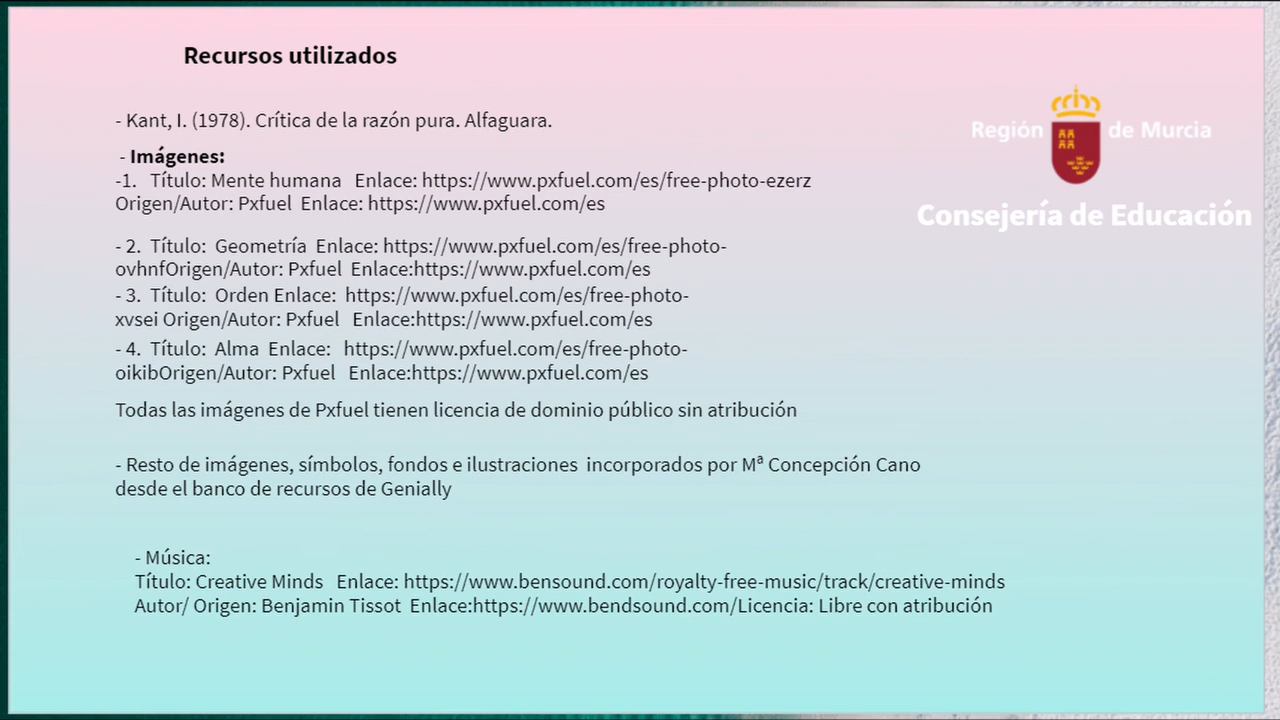 Recursos utilizados
- Kant, I. (1978). Crítica de la razón pura. Alfaguara.
- Imágenes:
-1. Título: Mente humana Enlace: https://www.pxfuel.com/es/free-photo-ezerz
Origen/Autor: Pxfuel Enlace: https://www.pxfuel.com/es
- 2. Título: Geometría Enlace: https://www.pxfuel.com/es/free-photo-
ovhnfOrigen/Autor: Pxfuel Enlace:https://www.pxfuel.com/es
- 3. Título: Orden Enlace: https://www.pxfuel.com/es/free-photo-
xvsei Origen/Autor: Pxfuel Enlace:https://www.pxfuel.com/es
- 4. Título: Alma Enlace: https://www.pxfuel.com/es/free-photo-
oikibOrigen/Autor: Pxfuel Enlace:https://www.pxfuel.com/es
Todas las imágenes de Pxfuel tienen licencia de dominio público sin atribución
- Resto de imágenes, símbolos, fondos e ilustraciones incorporados por Mª Concepción Cano
desde el banco de recursos de Genially
- Música:
Título: Creative Minds Enlace: https://www.bensound.com/royalty-free-music/track/creative-minds
Autor/ Origen: Benjamin Tissot Enlace:https://www.bendsound.com/Licencia: Libre con atribución
Región de Murcia
Consejería de Educación